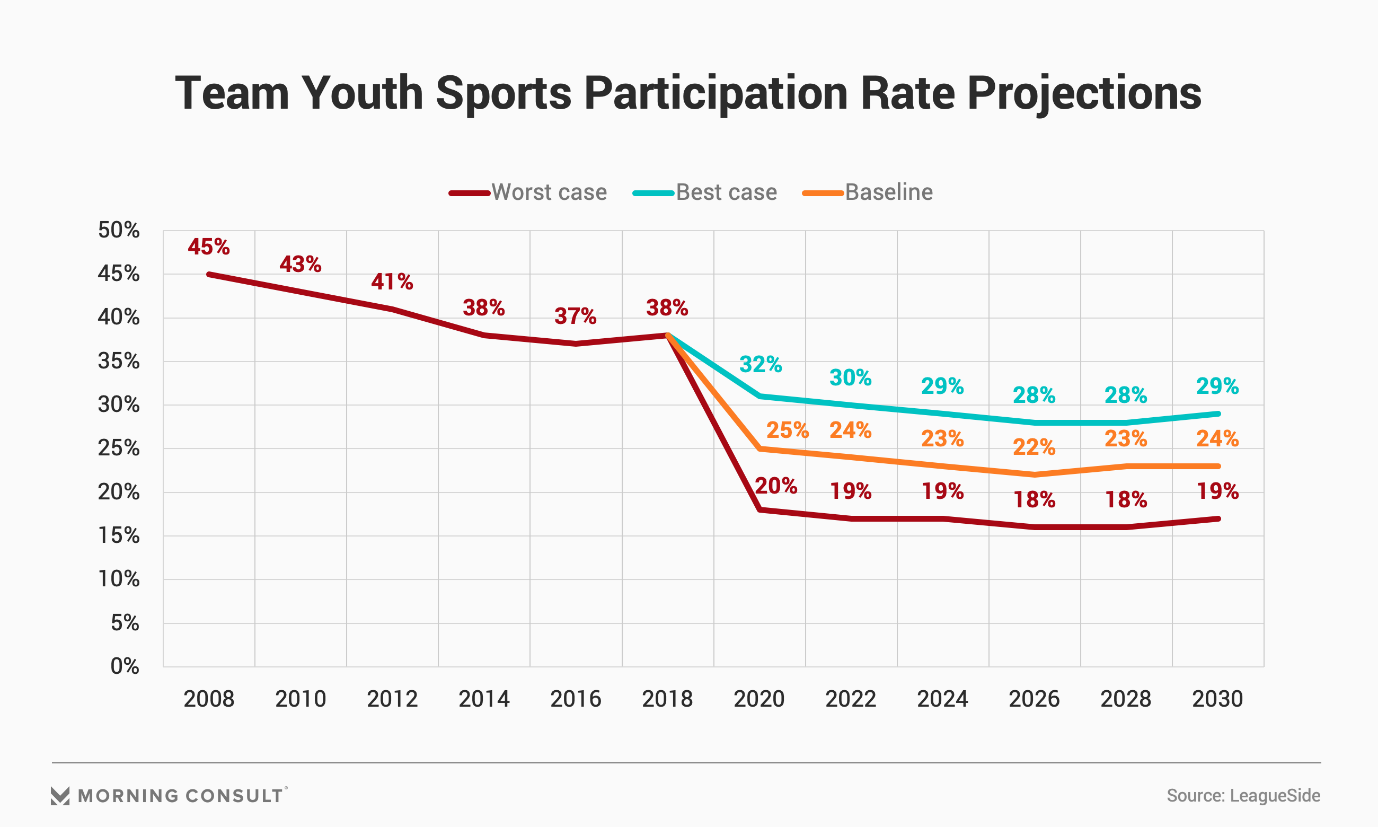 Team Youth Sports Participation Rate Projections
Worst case Best case Baseline
50%
45%
40%
35%
30%
25%
20%
15%
10%
5%
0%
45% 43% 41% 38% 37% 38%
32% 30% 29% 28% 28% 29%
25% 24% 23% 22% 23% 24%
20% 19% 19% 18% 18% 19%
2008 2010 2012 2014 2016 2018 2020 2022 2024 2026 2028 2030
MORNING CONSULT®
Source: LeagueSide